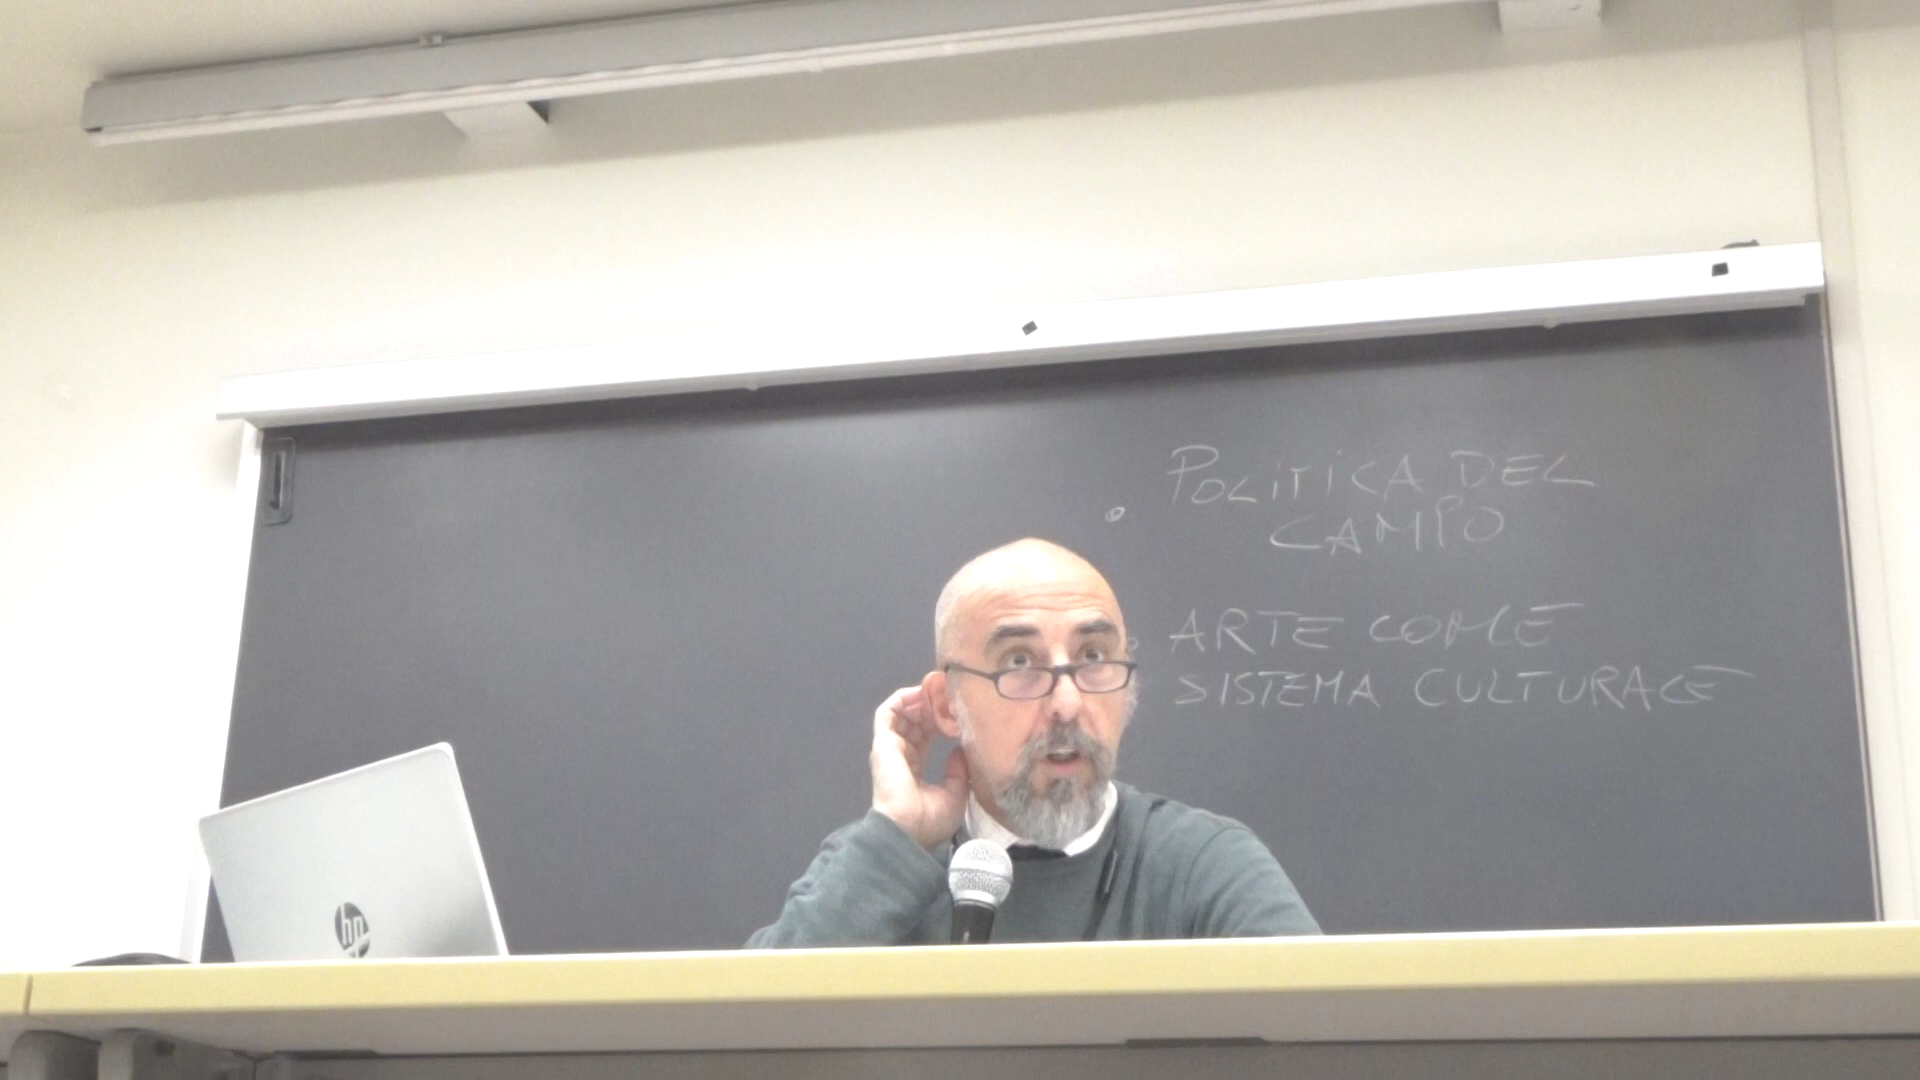 POLITICA DEL
CAMPO
ARTE COME
SISTEMA CULTURALE
hp